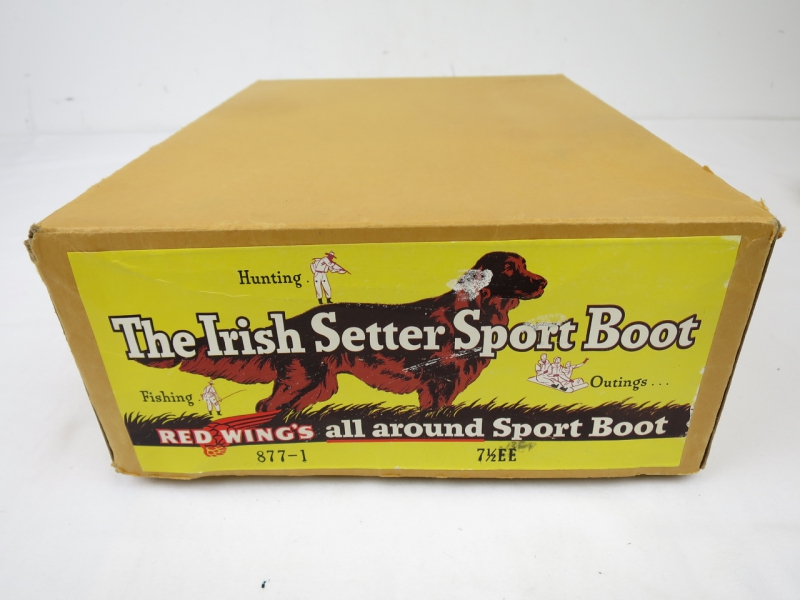 Hunting .
The Irish Setter Sport Boot
Fishing .
Outings . . .
RED WING'S all around Sport Boot
877-1 7½EE